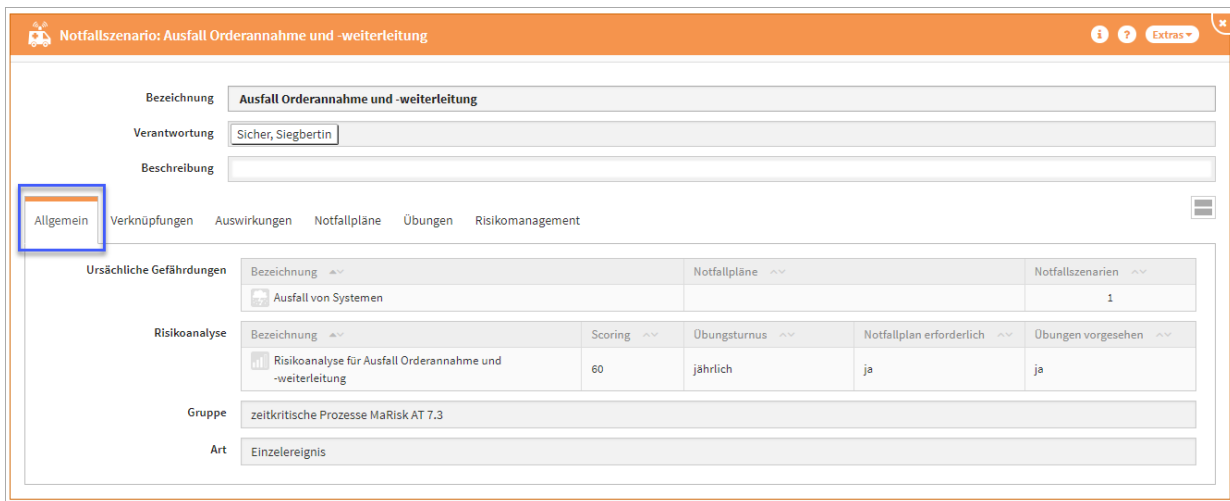 Notfallszenario: Ausfall Orderannahme und -weiterleitung
i ? Extras
Bezeichnung Ausfall Orderannahme und -weiterleitung
Verantwortung Sicher, Siegbertin
Beschreibung
Allgemein Verknüpfungen Auswirkungen Notfallpläne Übungen Risikomanagement
Ursächliche Gefährdungen Bezeichnung Notfallpläne Notfallszenarien
Ausfall von Systemen 1
Risikoanalyse Bezeichnung Scoring Übungsturnus Notfallplan erforderlich Übungen vorgesehen
Risikoanalyse für Ausfall Orderannahme und
-weiterleitung 60 jährlich ja ja
Gruppe zeitkritische Prozesse MaRisk AT 7.3
Art Einzelereignis